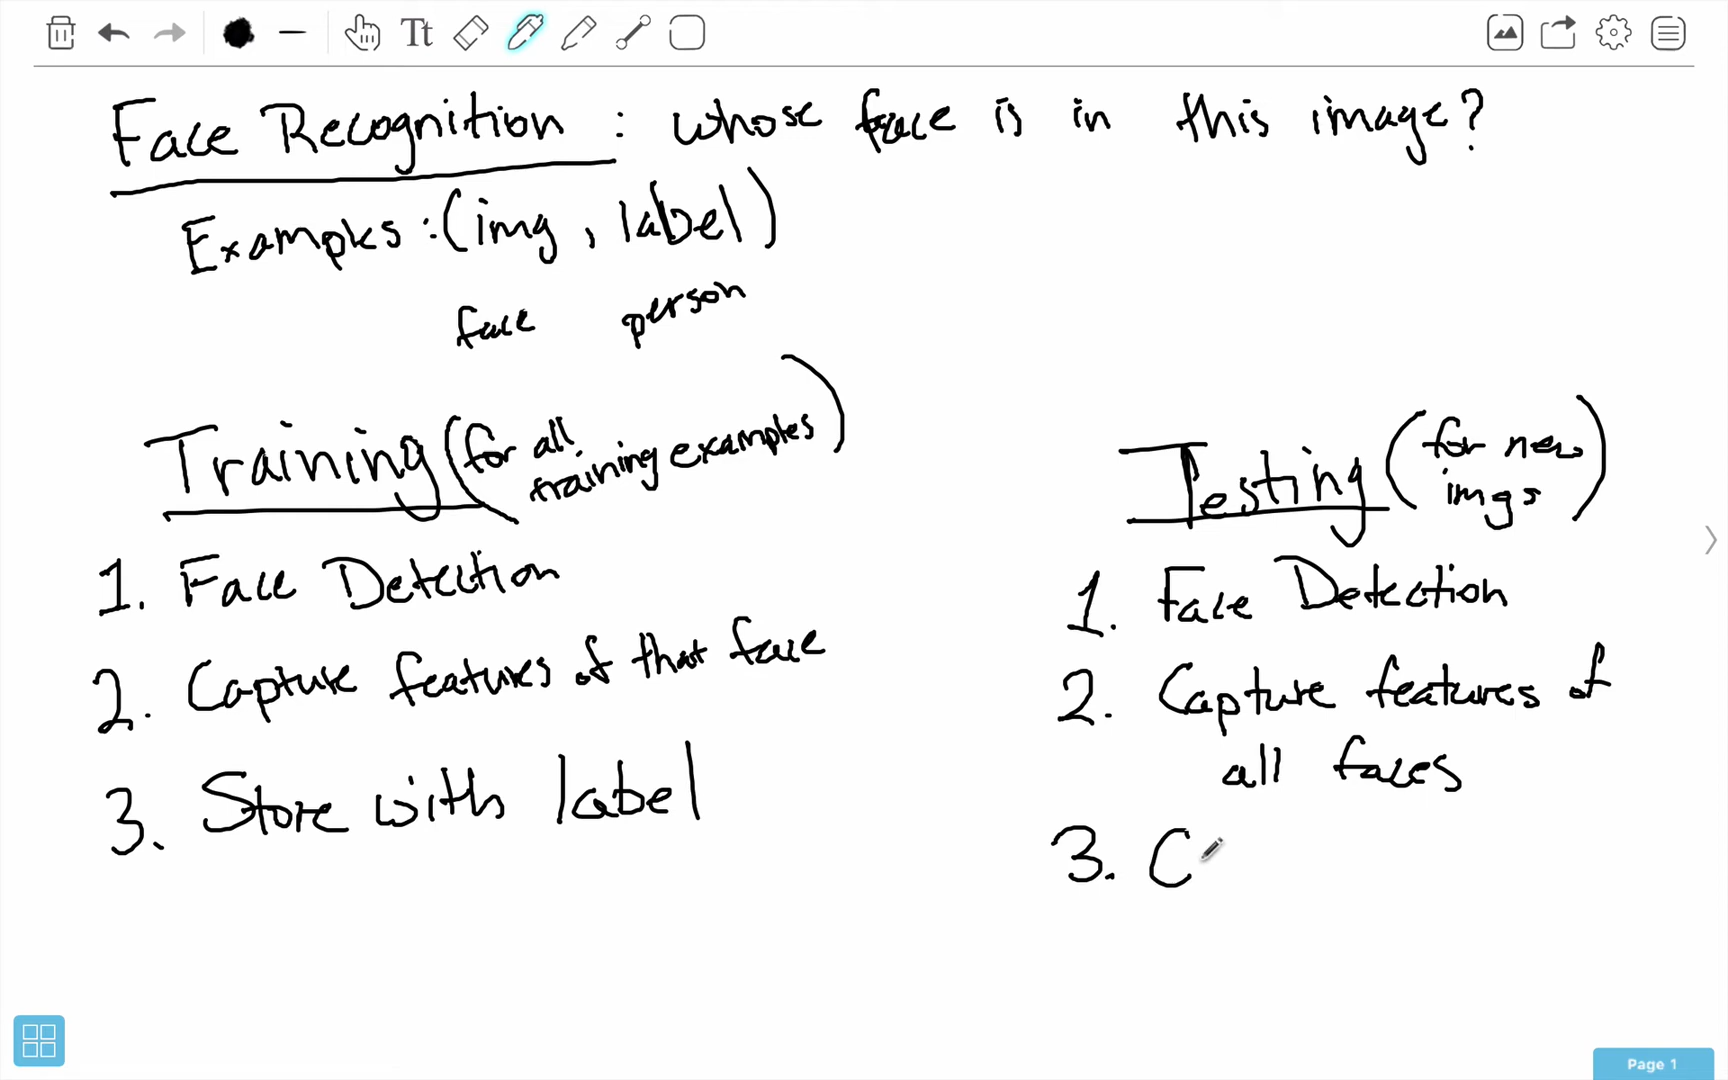 Tt
Face Recognition : whose face is in this image?
Examples : (img , label)
face person
Training (for all
training examples)
1. Face Detection
2. Capture features of that face
3. Store with label
Testing (for new
imgs)
1. Face Detection
2. Capture features of
all faces
3. C
Page 1